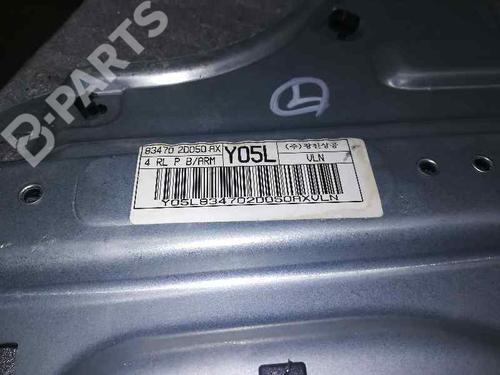 B-PARTS
83470 2D050 AX
4 RL P B/ARM
Y05L
VLN
Y05L834702D050AXVLN